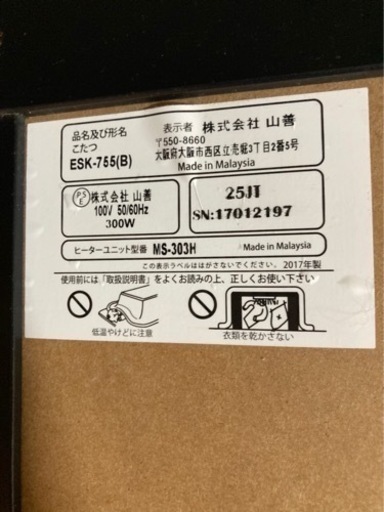 品名及び形名
こたつ
ESK-755(B)
表示者 株式会社 山善
〒550-8660
大阪府大阪市西区立売堀3丁目2番5号
Made in Malaysia
PSE
株式会社 山善
100V 50/60Hz
300W
25JT
SN:17012197
ヒーターユニット型番 MS-303H Made in Malaysia
この表示ラベルははがさないでください。 2017年製
使用前には「取扱説明書」をよくお読みの上、正しくお使い下さい
低温やけどに注意
衣類を乾かさない